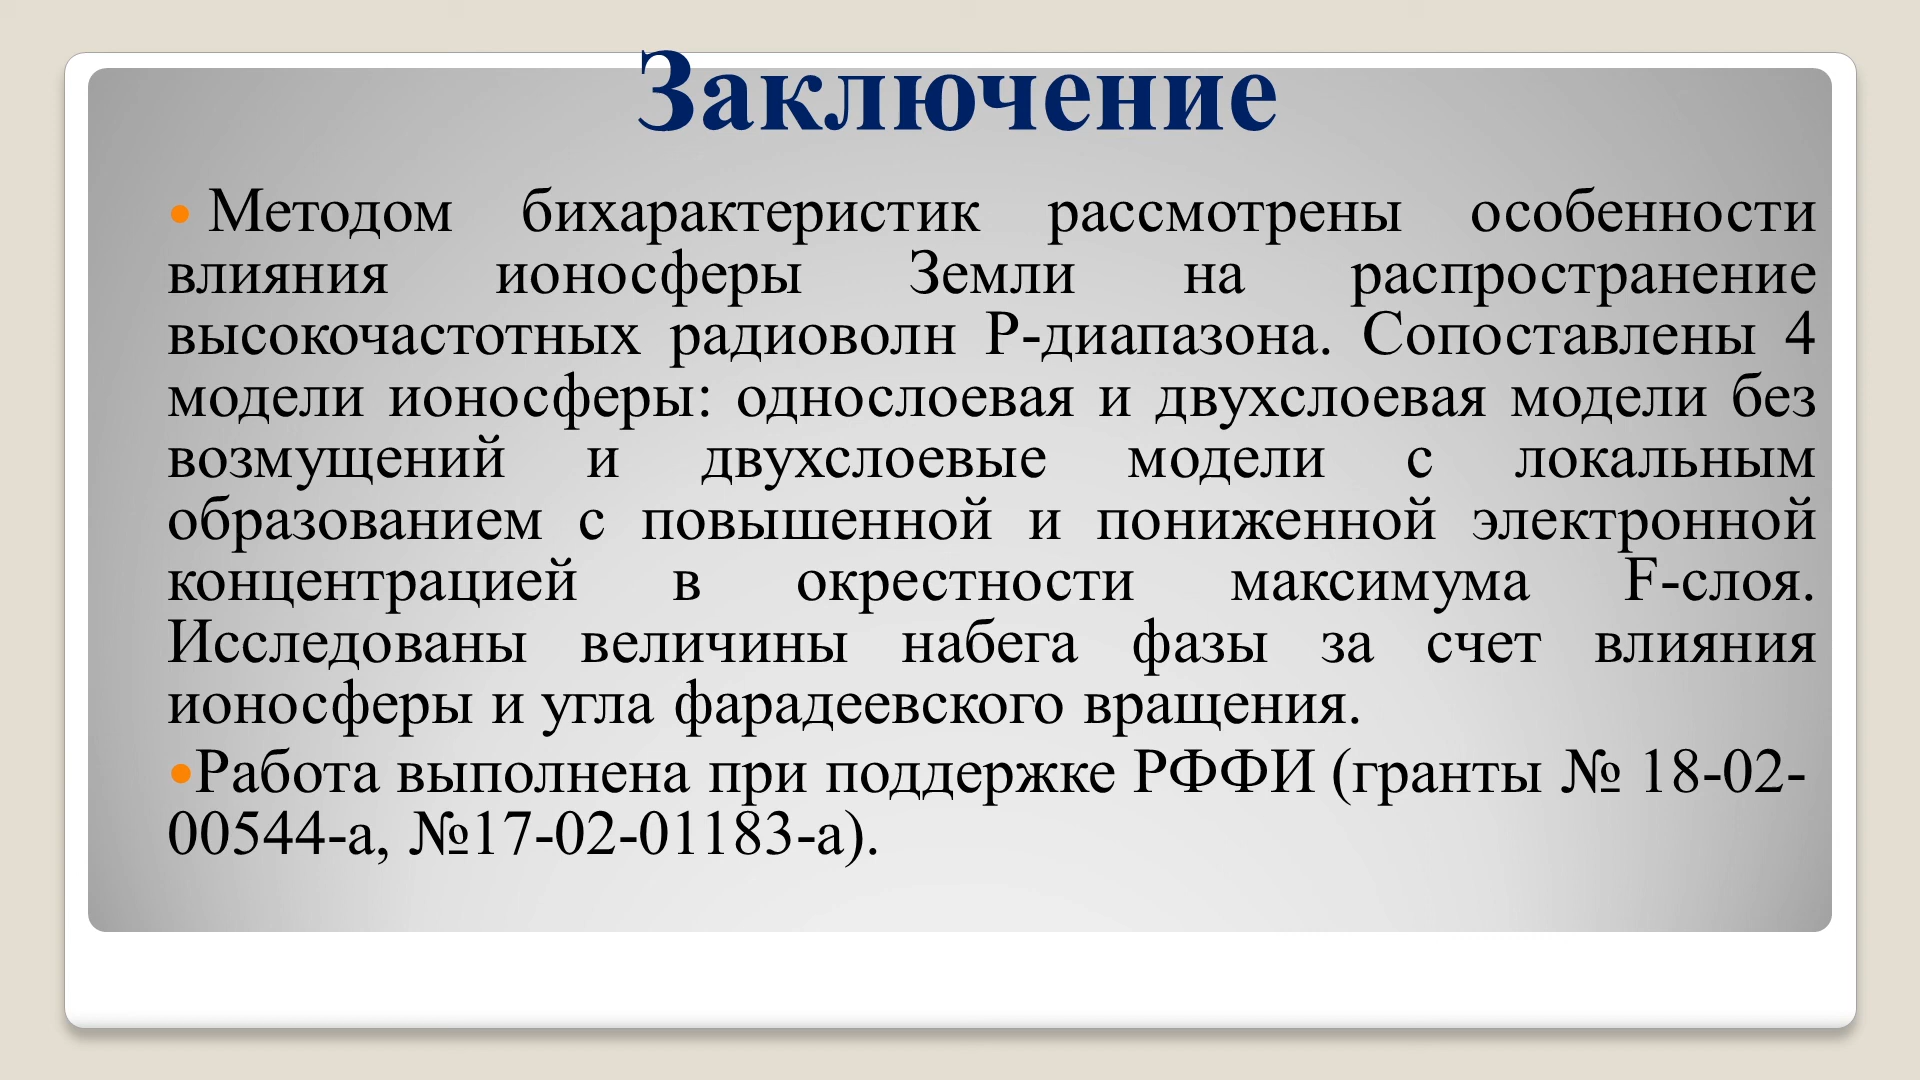 Заключение
• Методом бихарактеристик рассмотрены особенности
влияния ионосферы Земли на распространение
высокочастотных радиоволн P-диапазона. Сопоставлены 4
модели ионосферы: однослоевая и двухслоевая модели без
возмущений и двухслоевые модели с локальным
образованием с повышенной и пониженной электронной
концентрацией в окрестности максимума F-слоя.
Исследованы величины набега фазы за счет влияния
ионосферы и угла фарадеевского вращения.
•Работа выполнена при поддержке РФФИ (гранты № 18-02-
00544-а, №17-02-01183-а).